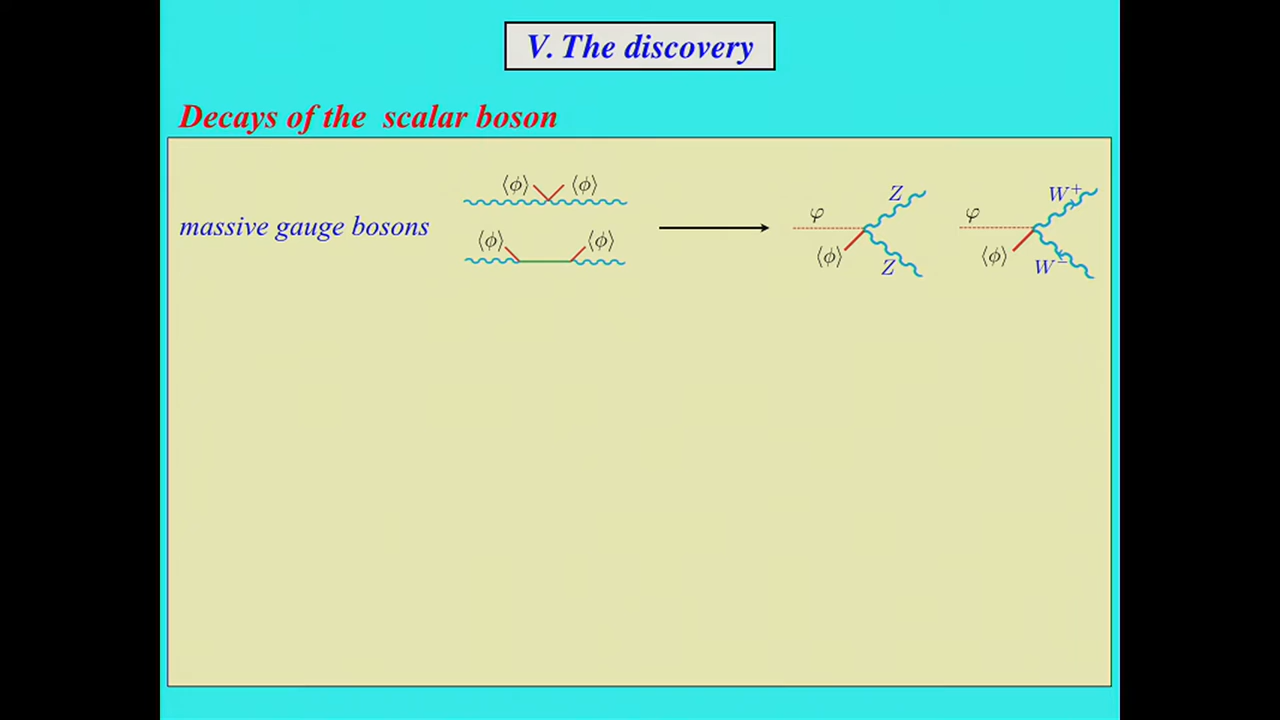 V. The discovery
Decays of the scalar boson
⟨ϕ⟩ ⟨ϕ⟩
massive gauge bosons
⟨ϕ⟩ ⟨ϕ⟩
φ Z
⟨ϕ⟩ Z
φ W⁺
⟨ϕ⟩ W⁻